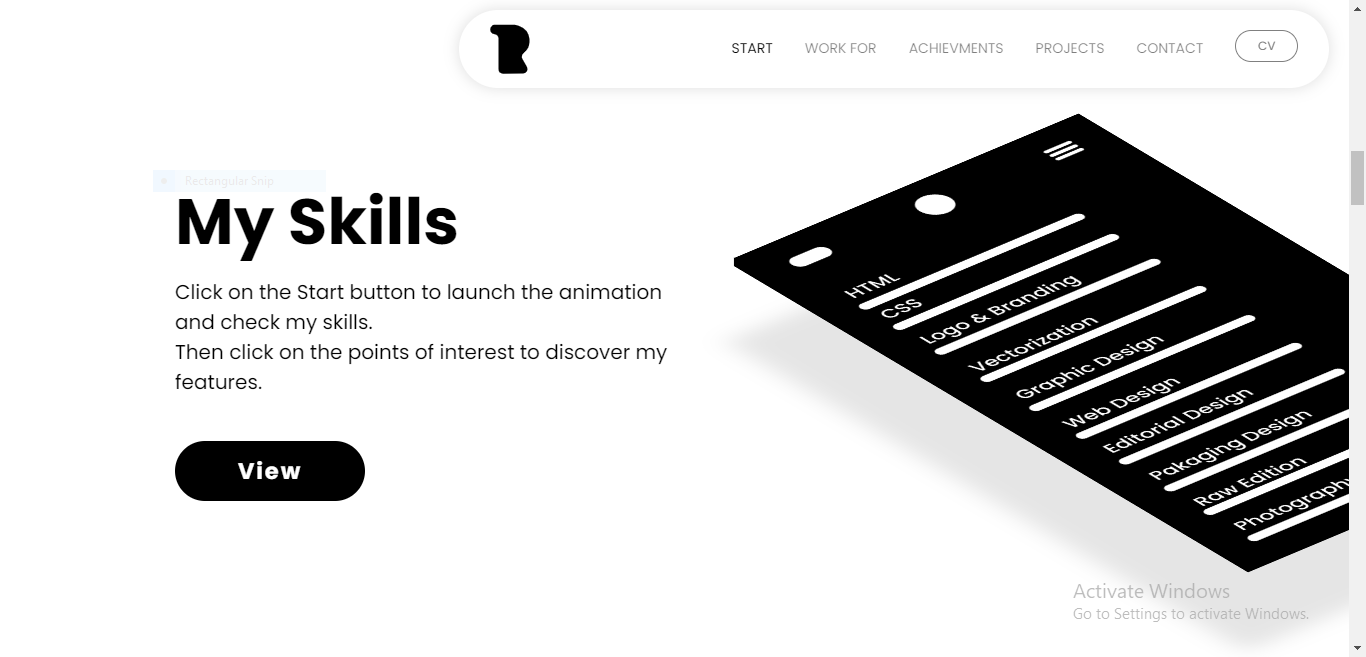 START WORK FOR ACHIEVMENTS PROJECTS CONTACT CV
Rectangular Snip
My Skills
Click on the Start button to launch the animation
and check my skills.
Then click on the points of interest to discover my
features.
View
HTML
CSS
Logo & Branding
Vectorization
Graphic Design
Web Design
Editorial Design
Pakaging Design
Raw Edition
Photography
Activate Windows
Go to Settings to activate Windows.